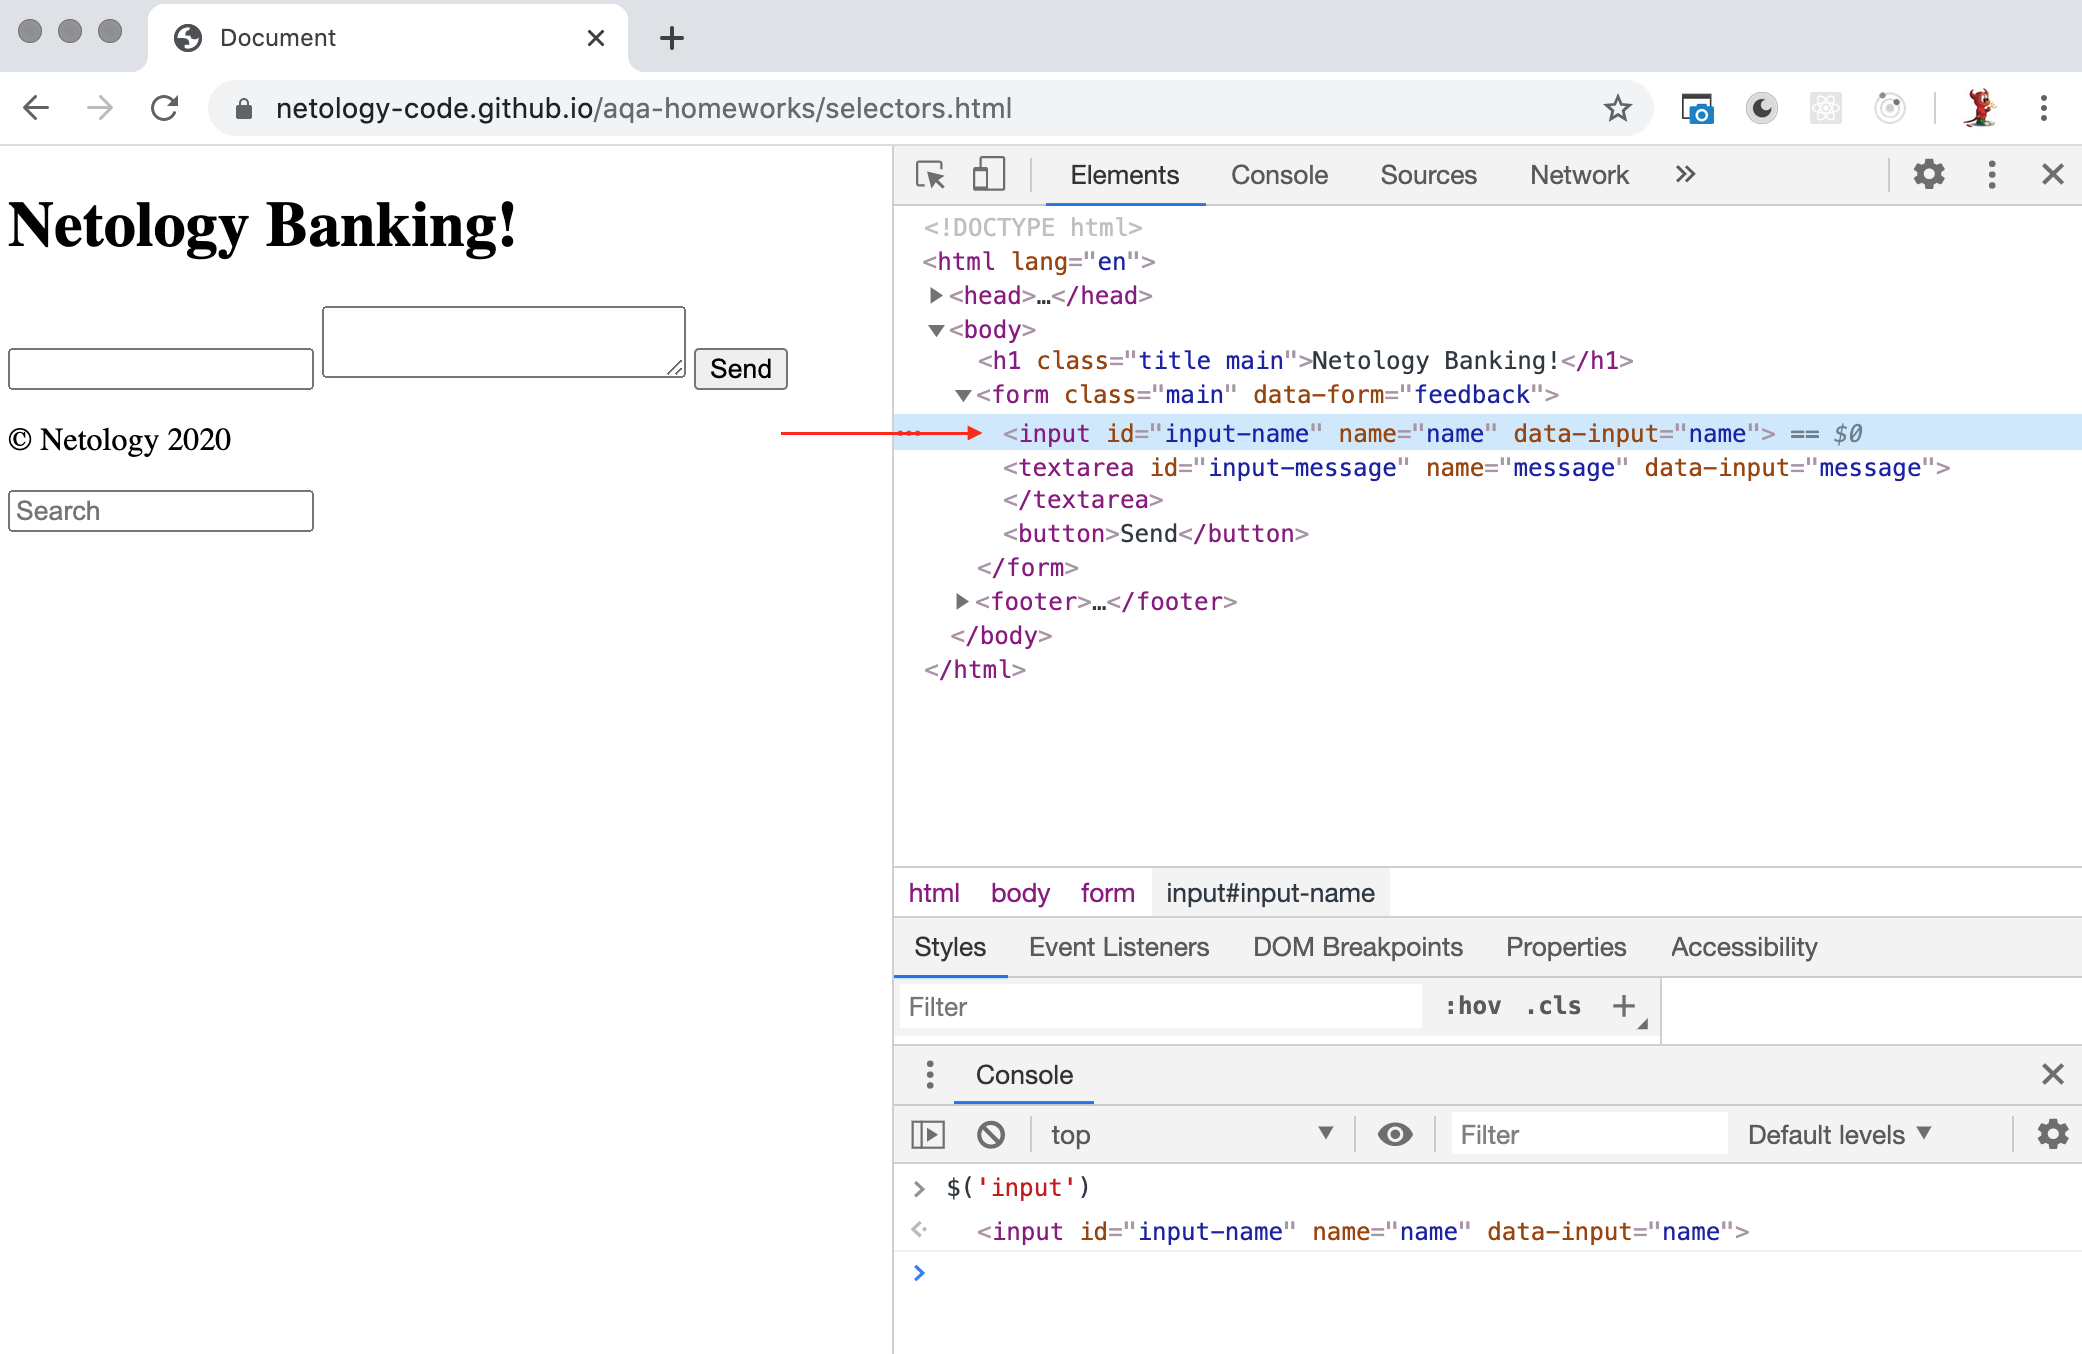 Document
netology-code.github.io/aqa-homeworks/selectors.html
Netology Banking!
Send
© Netology 2020
Search
Elements Console Sources Network »
<!DOCTYPE html>
<html lang="en">
<head>…</head>
<body>
<h1 class="title main">Netology Banking!</h1>
<form class="main" data-form="feedback">
<input id="input-name" name="name" data-input="name"> == $0
<textarea id="input-message" name="message" data-input="message">
</textarea>
<button>Send</button>
</form>
<footer>…</footer>
</body>
</html>
html body form input#input-name
Styles Event Listeners DOM Breakpoints Properties Accessibility
Filter :hov .cls +
Console
top Filter Default levels
> $('input')
<input id="input-name" name="name" data-input="name">
>